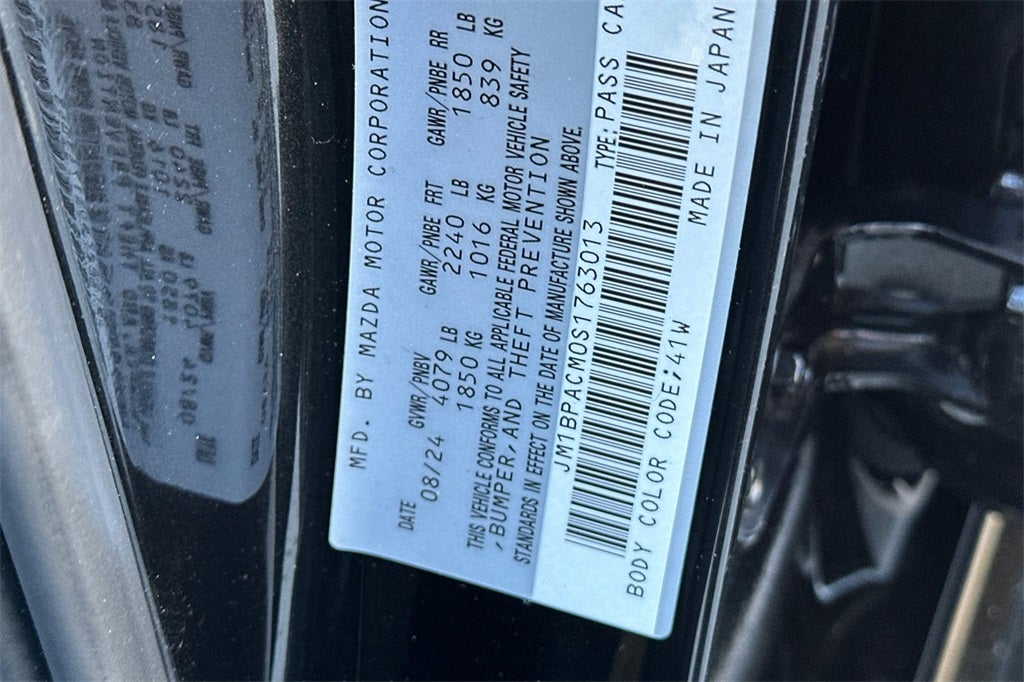 MFD. BY MAZDA MOTOR CORPORATION
DATE GVWR/PNBV GAWR/PNBE FRT GAWR/PNBE RR
08/24 4079 LB 2240 LB 1850 LB
1850 KG 1016 KG 839 KG
THIS VEHICLE CONFORMS TO ALL APPLICABLE FEDERAL MOTOR VEHICLE SAFETY
,BUMPER, AND THEFT PREVENTION
STANDARDS IN EFFECT ON THE DATE OF MANUFACTURE SHOWN ABOVE.
JM1BPACM0S1763013 TYPE:PASS CA
BODY COLOR CODE;41W MADE IN JAPAN